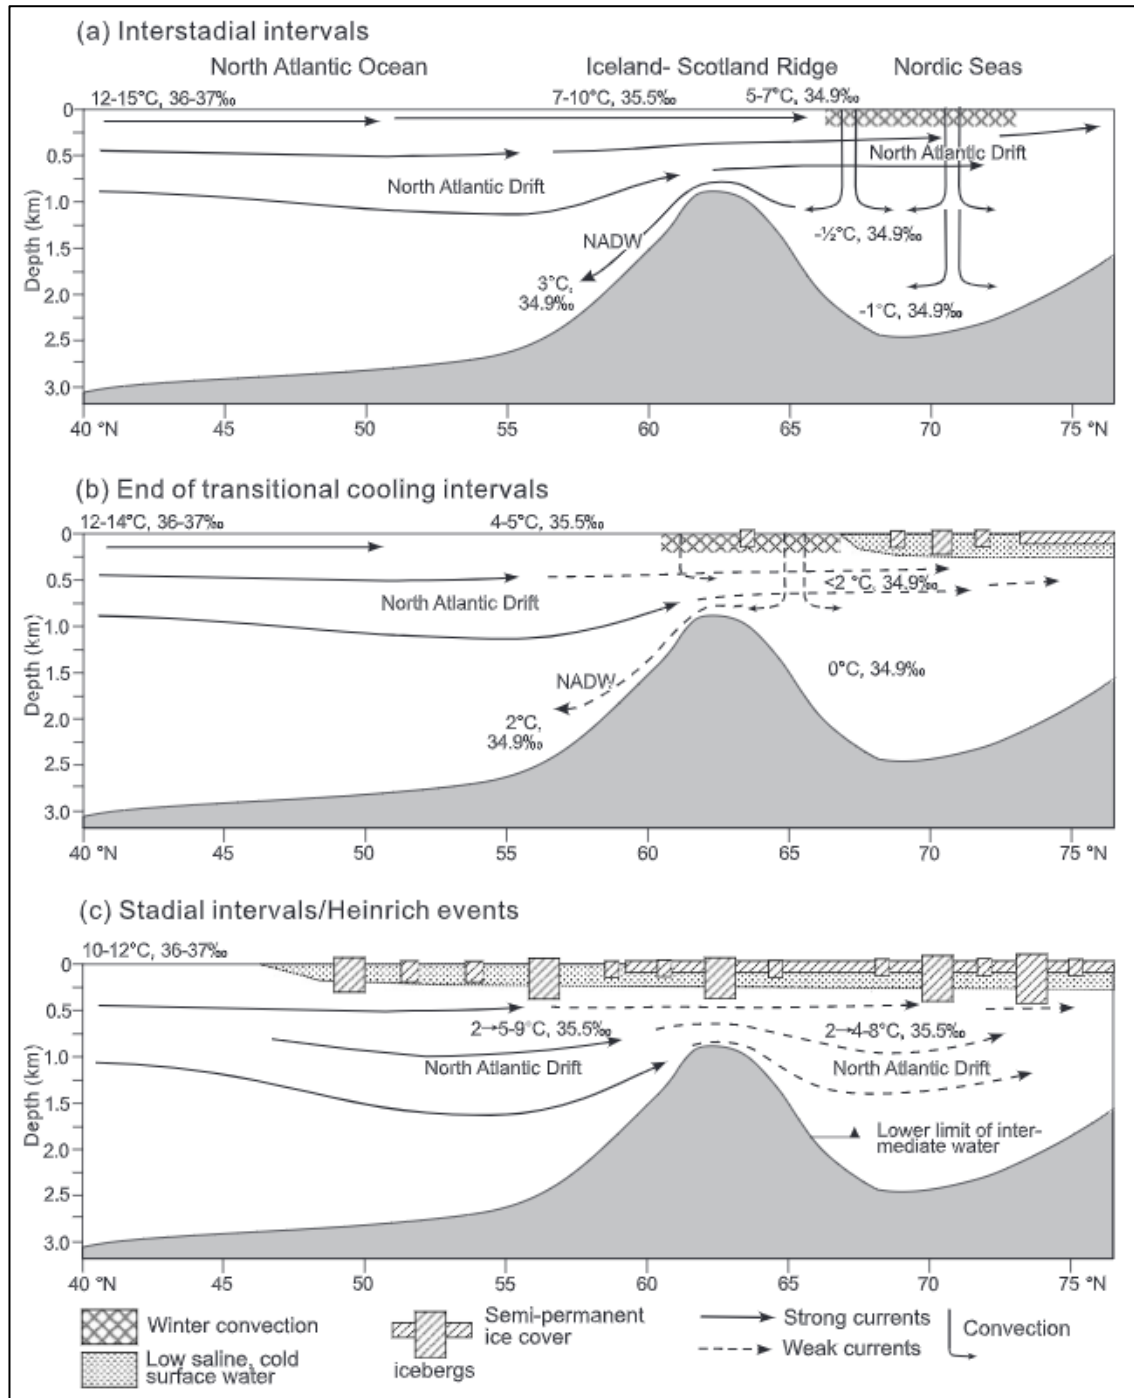 (a) Interstadial intervals
North Atlantic Ocean
Iceland- Scotland Ridge
Nordic Seas
12-15°C, 36-37‰
7-10°C, 35.5‰
5-7°C, 34.9‰
0
0.5
1.0
1.5
2.0
2.5
3.0
Depth (km)
North Atlantic Drift
North Atlantic Drift
NADW
3°C,
34.9‰
-½°C, 34.9‰
-1°C, 34.9‰
40 °N
45
50
55
60
65
70
75 °N
(b) End of transitional cooling intervals
12-14°C, 36-37‰
4-5°C, 35.5‰
0
0.5
1.0
1.5
2.0
2.5
3.0
Depth (km)
North Atlantic Drift
<2 °C, 34.9‰
NADW
2°C,
34.9‰
0°C, 34.9‰
40 °N
45
50
55
60
65
70
75 °N
(c) Stadial intervals/Heinrich events
10-12°C, 36-37‰
0
0.5
1.0
1.5
2.0
2.5
3.0
Depth (km)
2→5-9°C, 35.5‰
2→4-8°C, 35.5‰
North Atlantic Drift
North Atlantic Drift
Lower limit of inter-
mediate water
40 °N
45
50
55
60
65
70
75 °N
Winter convection
Low saline, cold
surface water
Semi-permanent
ice cover
icebergs
Strong currents
Weak currents
Convection